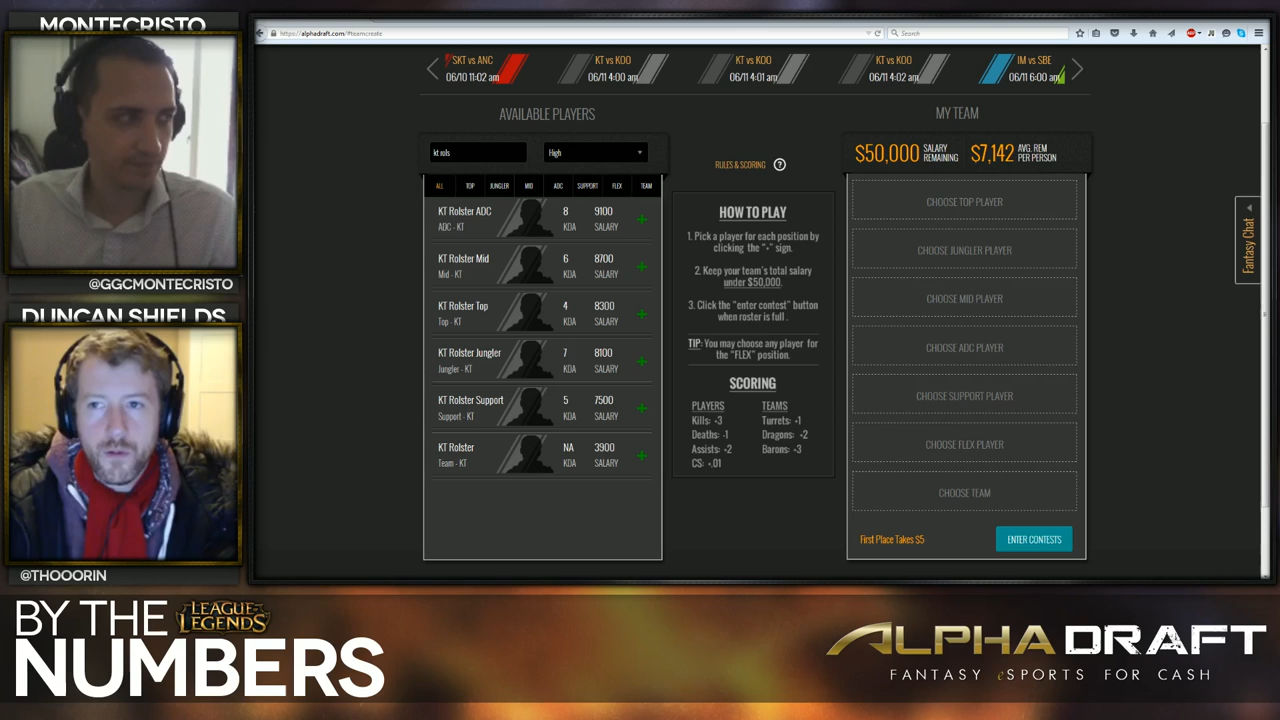 MONTECRISTO
@GGCMONTECRISTO
DUNCAN SHIELDS
@THOOORIN
https://alphadraft.com/#teamcreate
Search
SKT vs ANC
06/10 11:02 am
KT vs KOO
06/11 4:00 am
KT vs KOO
06/11 4:01 am
KT vs KOO
06/11 4:02 am
IM vs SBE
06/11 6:00 am
AVAILABLE PLAYERS
kt rols
High
ALL TOP JUNGLER MID ADC SUPPORT FLEX TEAM
KT Rolster ADC 8 9100
ADC - KT KDA SALARY
KT Rolster Mid 6 8700
Mid - KT KDA SALARY
KT Rolster Top 4 8300
Top - KT KDA SALARY
KT Rolster Jungler 7 8100
Jungler - KT KDA SALARY
KT Rolster Support 5 7500
Support - KT KDA SALARY
KT Rolster NA 3900
Team - KT KDA SALARY
RULES & SCORING ?
HOW TO PLAY
1. Pick a player for each position by
clicking the "+" sign.
2. Keep your team's total salary
under $50,000.
3. Click the "enter contest" button
when roster is full .
TIP: You may choose any player for
the "FLEX" position.
SCORING
PLAYERS TEAMS
Kills: +3 Turrets: +1
Deaths: -1 Dragons: +2
Assists: +2 Barons: +3
CS: +.01
MY TEAM
$50,000 SALARY REMAINING $7,142 AVG. REM PER PERSON
CHOOSE TOP PLAYER
CHOOSE JUNGLER PLAYER
CHOOSE MID PLAYER
CHOOSE ADC PLAYER
CHOOSE SUPPORT PLAYER
CHOOSE FLEX PLAYER
CHOOSE TEAM
First Place Takes $5
ENTER CONTESTS
Fantasy Chat
BY THE
LEAGUE of LEGENDS
NUMBERS
ALPHADRAFT
FANTASY eSPORTS FOR CASH